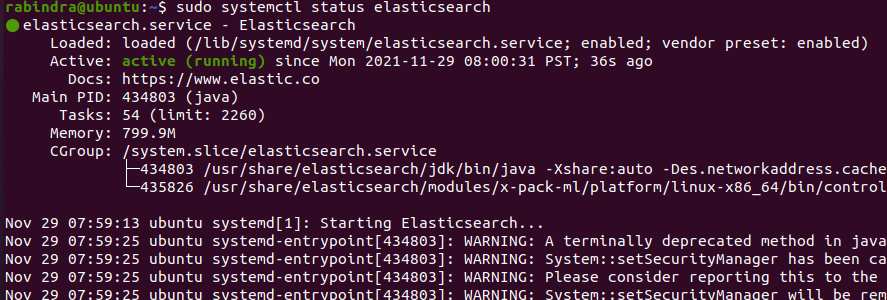 rabindra@ubuntu:~$ sudo systemctl status elasticsearch
● elasticsearch.service - Elasticsearch
Loaded: loaded (/lib/systemd/system/elasticsearch.service; enabled; vendor preset: enabled)
Active: active (running) since Mon 2021-11-29 08:00:31 PST; 36s ago
Docs: https://www.elastic.co
Main PID: 434803 (java)
Tasks: 54 (limit: 2260)
Memory: 799.9M
CGroup: /system.slice/elasticsearch.service
├─434803 /usr/share/elasticsearch/jdk/bin/java -Xshare:auto -Des.networkaddress.cache
└─435826 /usr/share/elasticsearch/modules/x-pack-ml/platform/linux-x86_64/bin/control
Nov 29 07:59:13 ubuntu systemd[1]: Starting Elasticsearch...
Nov 29 07:59:25 ubuntu systemd-entrypoint[434803]: WARNING: A terminally deprecated method in java
Nov 29 07:59:25 ubuntu systemd-entrypoint[434803]: WARNING: System::setSecurityManager has been ca
Nov 29 07:59:25 ubuntu systemd-entrypoint[434803]: WARNING: Please consider reporting this to the
Nov 29 07:59:25 ubuntu systemd-entrypoint[434803]: WARNING: System::setSecurityManager will be rem